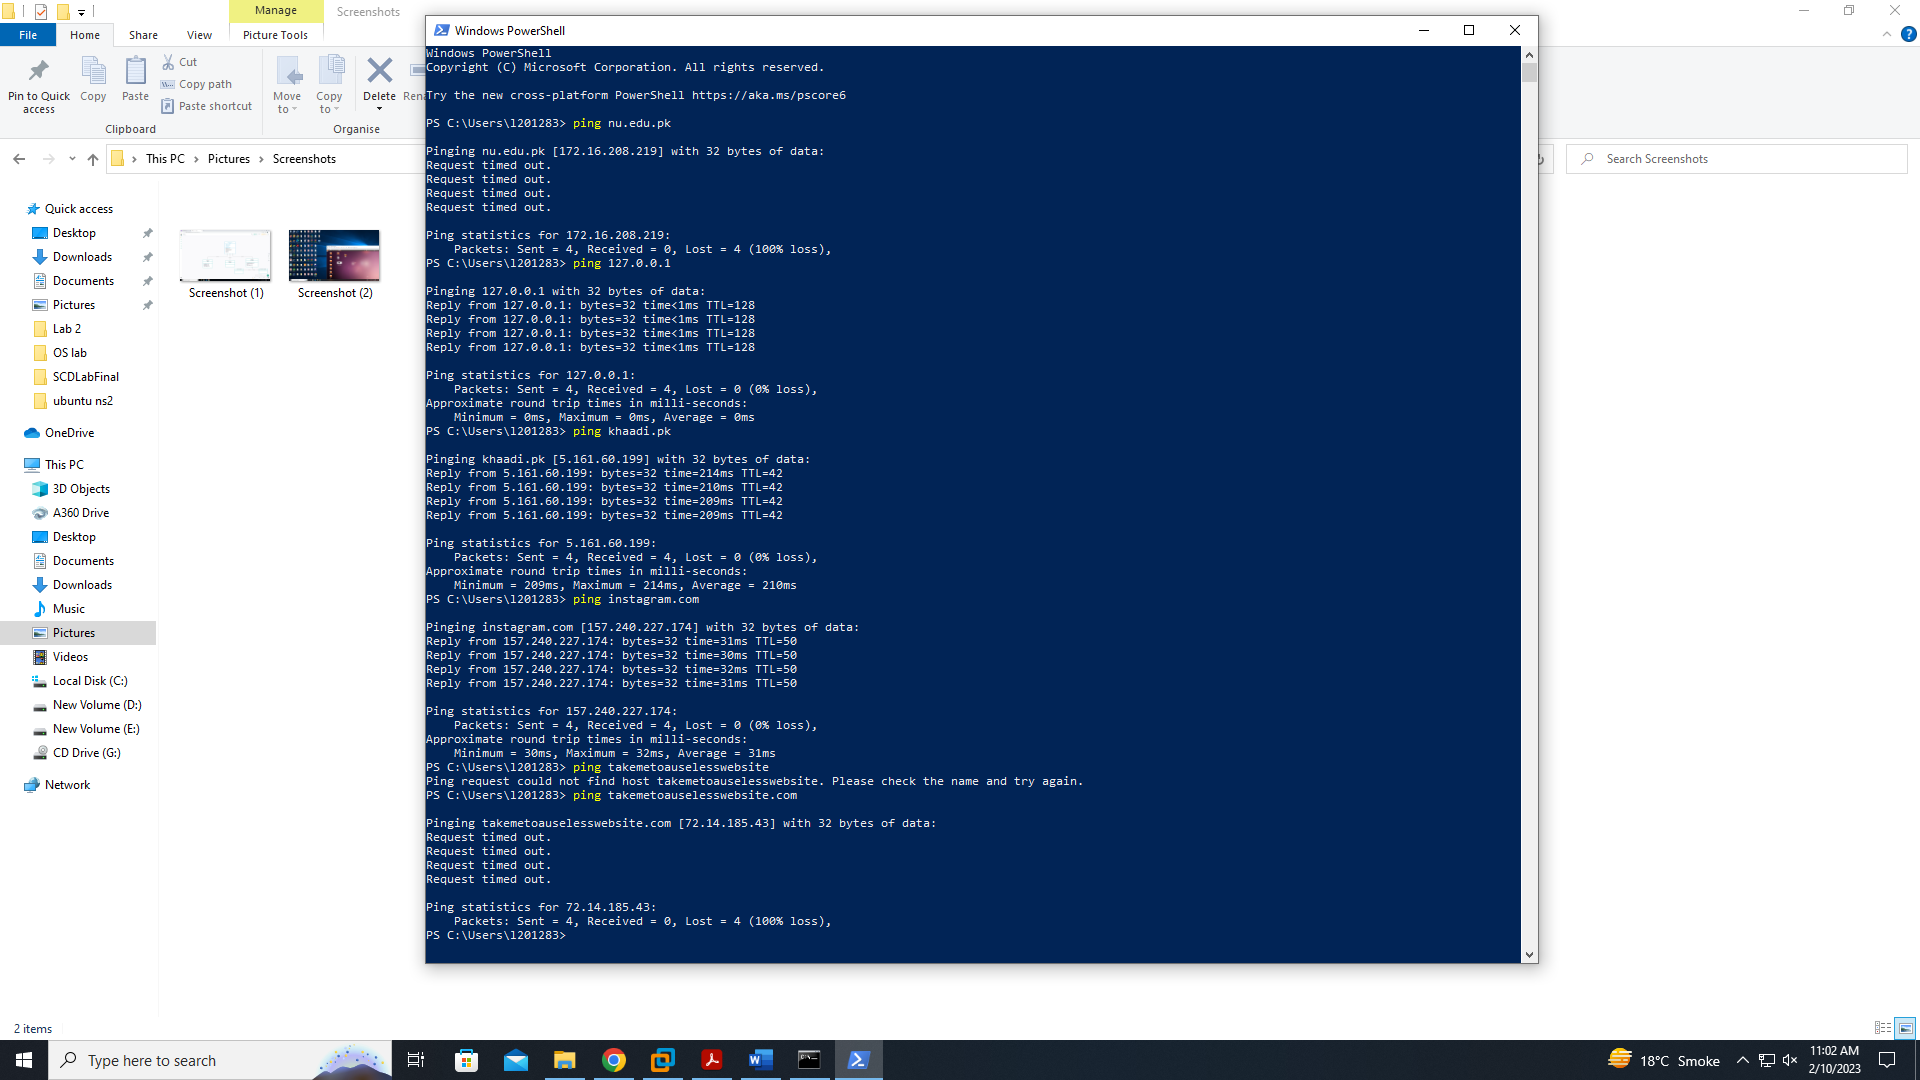 Manage
Screenshots
File
Home
Share
View
Picture Tools
Pin to Quick access
Copy
Paste
Cut
Copy path
Paste shortcut
Clipboard
Move to
Copy to
Delete
Organise
This PC > Pictures > Screenshots
Search Screenshots
Quick access
Desktop
Downloads
Documents
Pictures
Lab 2
OS lab
SCDLabFinal
ubuntu ns2
OneDrive
This PC
3D Objects
A360 Drive
Desktop
Documents
Downloads
Music
Pictures
Videos
Local Disk (C:)
New Volume (D:)
New Volume (E:)
CD Drive (G:)
Network
Screenshot (1)
Screenshot (2)
2 items
Windows PowerShell
Windows PowerShell
Copyright (C) Microsoft Corporation. All rights reserved.
Try the new cross-platform PowerShell https://aka.ms/pscore6
PS C:\Users\l201283> ping nu.edu.pk
Pinging nu.edu.pk [172.16.208.219] with 32 bytes of data:
Request timed out.
Request timed out.
Request timed out.
Request timed out.
Ping statistics for 172.16.208.219:
Packets: Sent = 4, Received = 0, Lost = 4 (100% loss),
PS C:\Users\l201283> ping 127.0.0.1
Pinging 127.0.0.1 with 32 bytes of data:
Reply from 127.0.0.1: bytes=32 time<1ms TTL=128
Reply from 127.0.0.1: bytes=32 time<1ms TTL=128
Reply from 127.0.0.1: bytes=32 time<1ms TTL=128
Reply from 127.0.0.1: bytes=32 time<1ms TTL=128
Ping statistics for 127.0.0.1:
Packets: Sent = 4, Received = 4, Lost = 0 (0% loss),
Approximate round trip times in milli-seconds:
Minimum = 0ms, Maximum = 0ms, Average = 0ms
PS C:\Users\l201283> ping khaadi.pk
Pinging khaadi.pk [5.161.60.199] with 32 bytes of data:
Reply from 5.161.60.199: bytes=32 time=214ms TTL=42
Reply from 5.161.60.199: bytes=32 time=210ms TTL=42
Reply from 5.161.60.199: bytes=32 time=209ms TTL=42
Reply from 5.161.60.199: bytes=32 time=209ms TTL=42
Ping statistics for 5.161.60.199:
Packets: Sent = 4, Received = 4, Lost = 0 (0% loss),
Approximate round trip times in milli-seconds:
Minimum = 209ms, Maximum = 214ms, Average = 210ms
PS C:\Users\l201283> ping instagram.com
Pinging instagram.com [157.240.227.174] with 32 bytes of data:
Reply from 157.240.227.174: bytes=32 time=31ms TTL=50
Reply from 157.240.227.174: bytes=32 time=30ms TTL=50
Reply from 157.240.227.174: bytes=32 time=32ms TTL=50
Reply from 157.240.227.174: bytes=32 time=31ms TTL=50
Ping statistics for 157.240.227.174:
Packets: Sent = 4, Received = 4, Lost = 0 (0% loss),
Approximate round trip times in milli-seconds:
Minimum = 30ms, Maximum = 32ms, Average = 31ms
PS C:\Users\l201283> ping takemetoauselesswebsite
Ping request could not find host takemetoauselesswebsite. Please check the name and try again.
PS C:\Users\l201283> ping takemetoauselesswebsite.com
Pinging takemetoauselesswebsite.com [72.14.185.43] with 32 bytes of data:
Request timed out.
Request timed out.
Request timed out.
Request timed out.
Ping statistics for 72.14.185.43:
Packets: Sent = 4, Received = 0, Lost = 4 (100% loss),
PS C:\Users\l201283>
Type here to search
18°C Smoke
11:02 AM
2/10/2023